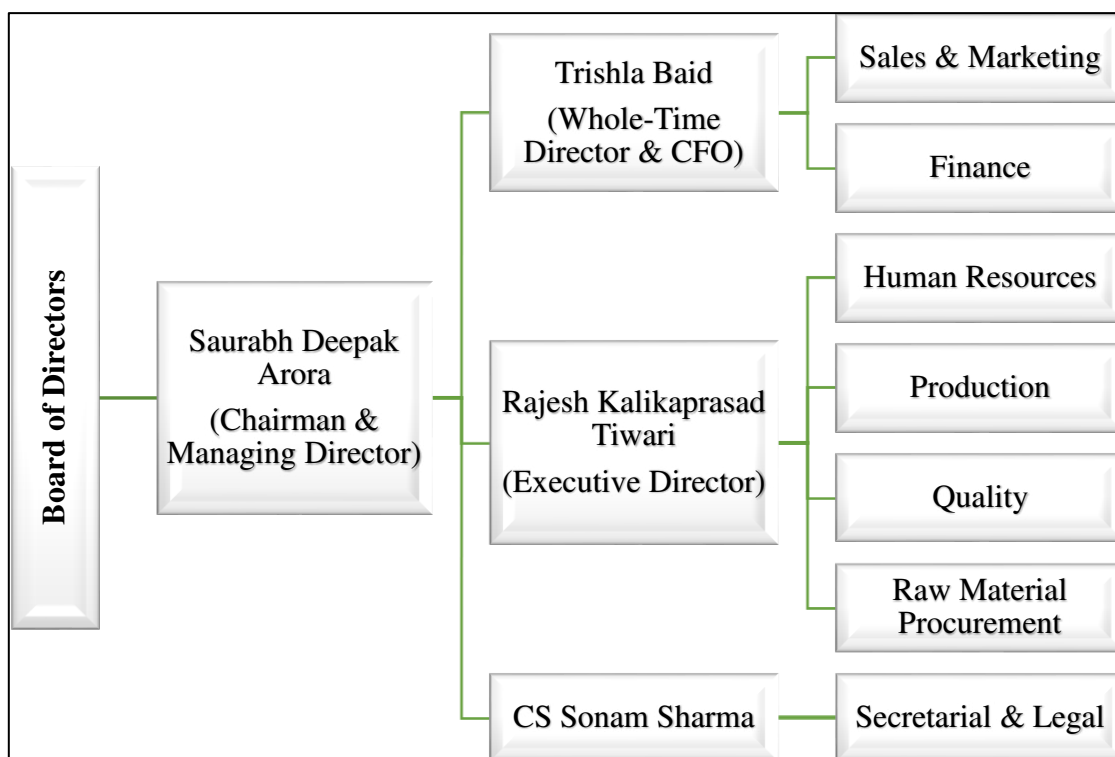 Board of Directors
Saurabh Deepak
Arora
(Chairman &
Managing Director)
Trishla Baid
(Whole-Time
Director & CFO)
Sales & Marketing
Finance
Rajesh Kalikaprasad
Tiwari
(Executive Director)
Human Resources
Production
Quality
Raw Material
Procurement
CS Sonam Sharma
Secretarial & Legal